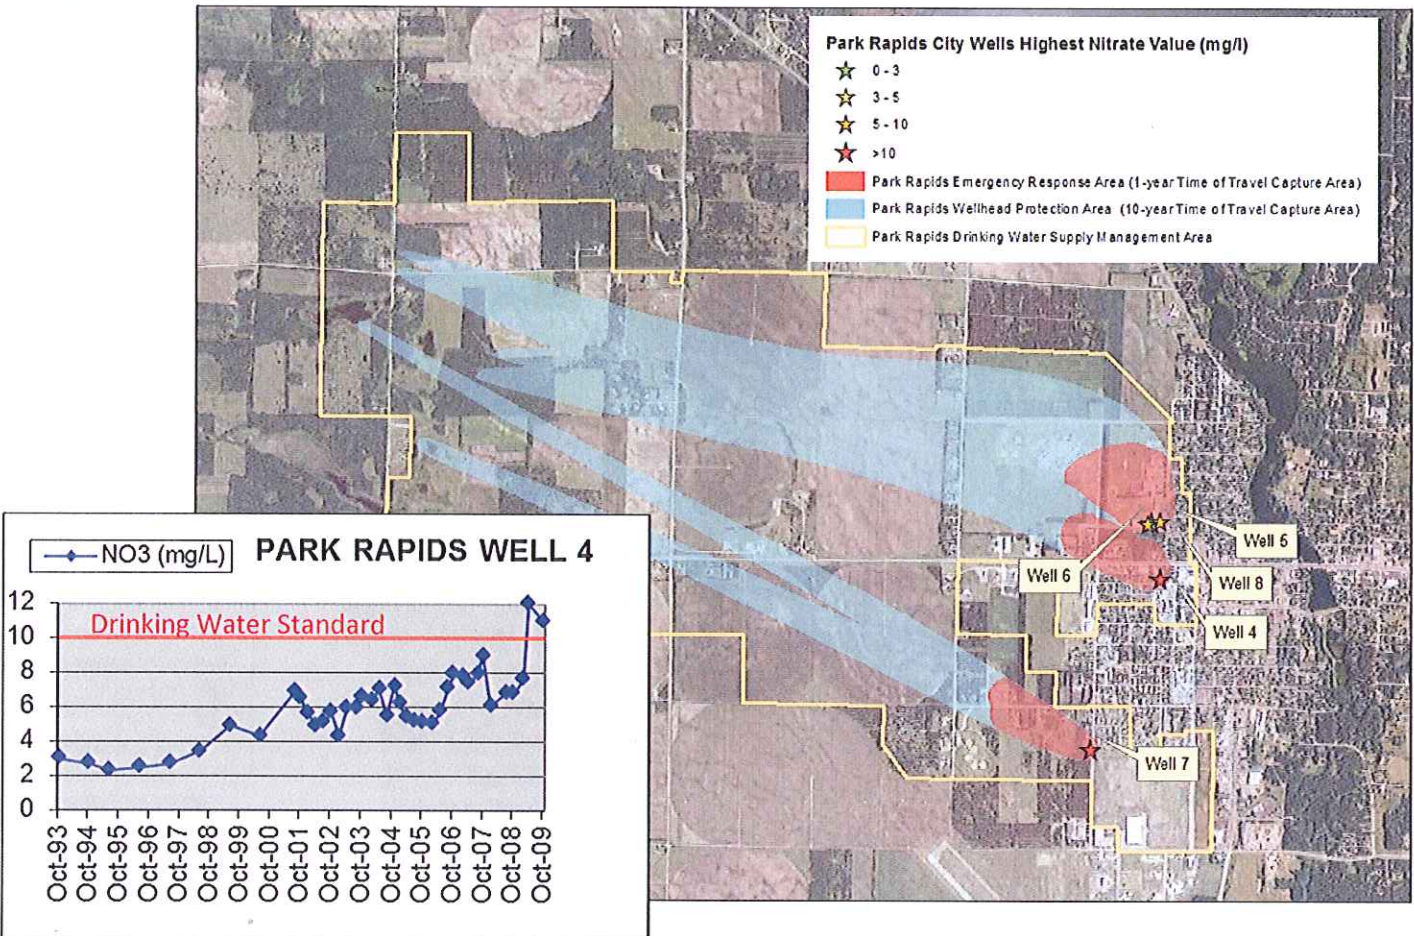 Park Rapids City Wells Highest Nitrate Value (mg/l)
0 - 3
3 - 5
5 - 10
>10
Park Rapids Emergency Response Area (1-year Time of Travel Capture Area)
Park Rapids Wellhead Protection Area (10-year Time of Travel Capture Area)
Park Rapids Drinking Water Supply Management Area
Well 5
Well 6
Well 8
Well 4
Well 7
NO3 (mg/L)
PARK RAPIDS WELL 4
Drinking Water Standard
12
10
8
6
4
2
0
Oct-93
Oct-94
Oct-95
Oct-96
Oct-97
Oct-98
Oct-99
Oct-00
Oct-01
Oct-02
Oct-03
Oct-04
Oct-05
Oct-06
Oct-07
Oct-08
Oct-09